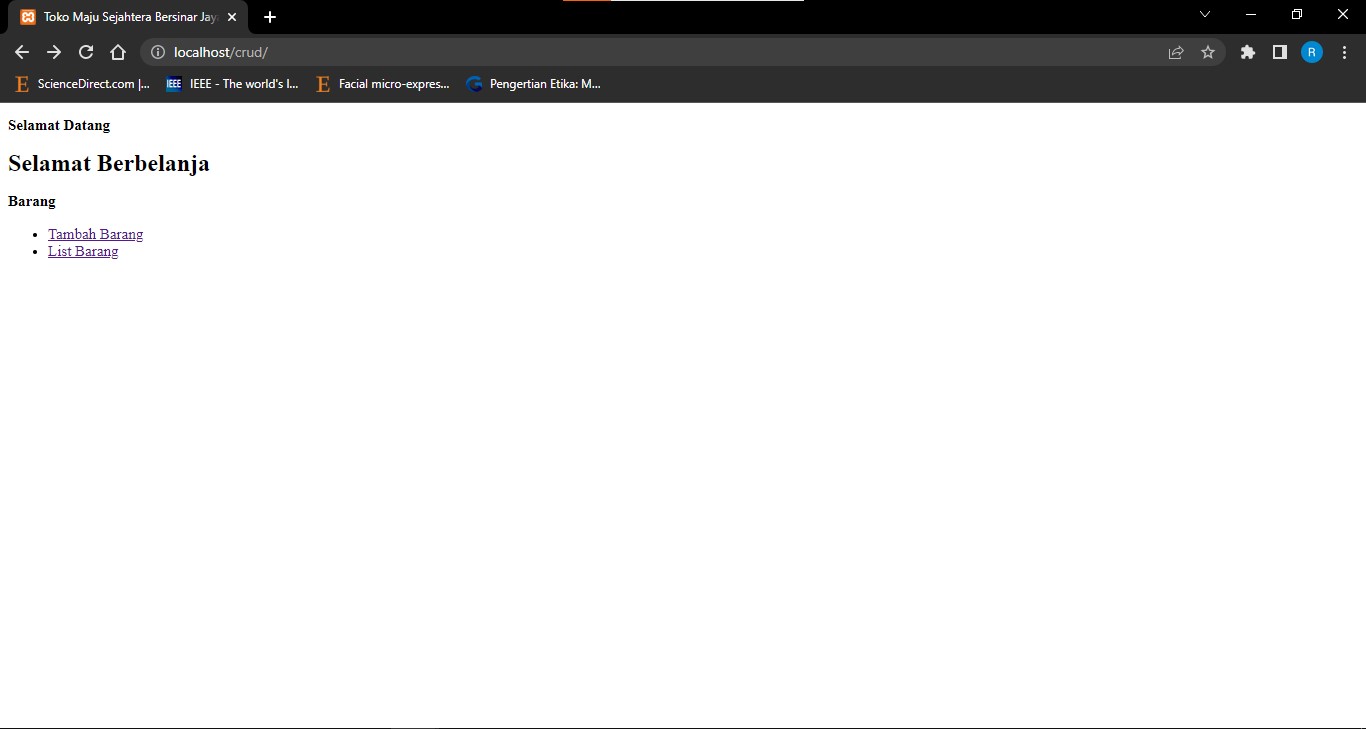 Toko Maju Sejahtera Bersinar Jay
localhost/crud/
R
ScienceDirect.com |...
IEEE IEEE - The world's l...
Facial micro-expres...
Pengertian Etika: M...
Selamat Datang
Selamat Berbelanja
Barang
Tambah Barang
List Barang